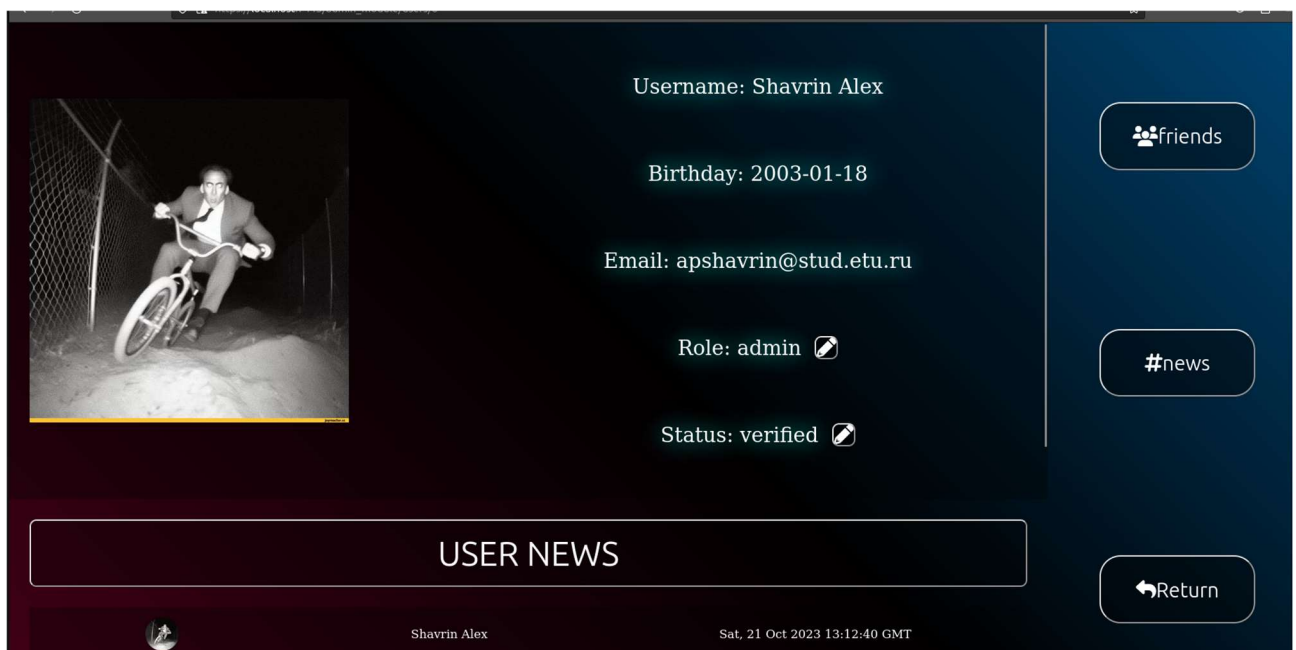 Username: Shavrin Alex
Birthday: 2003-01-18
Email: apshavrin@stud.etu.ru
Role: admin
Status: verified
friends
#news
Return
USER NEWS
Shavrin Alex
Sat, 21 Oct 2023 13:12:40 GMT